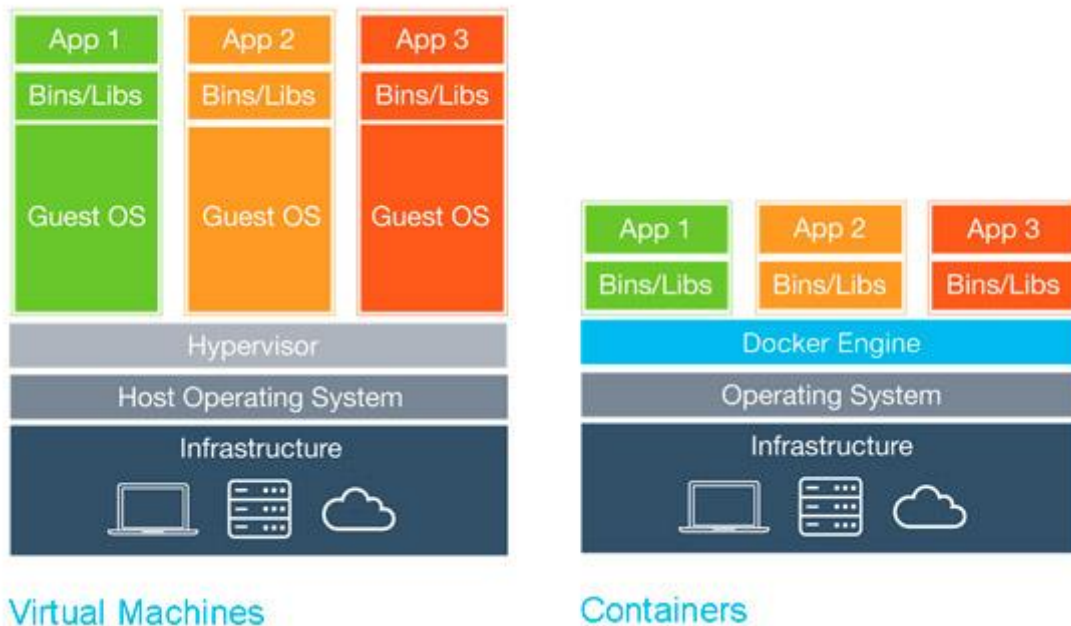 App 1
App 2
App 3
Bins/Libs
Bins/Libs
Bins/Libs
Guest OS
Guest OS
Guest OS
Hypervisor
Host Operating System
Infrastructure
Virtual Machines
App 1
App 2
App 3
Bins/Libs
Bins/Libs
Bins/Libs
Docker Engine
Operating System
Infrastructure
Containers